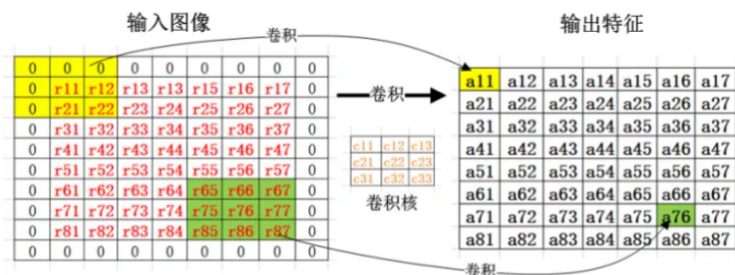 输入图像
卷积
0 0 0 0 0 0 0 0 0
0 r11 r12 r13 r13 r15 r16 r17 0
0 r21 r22 r23 r24 r25 r26 r27 0
0 r31 r32 r33 r34 r35 r36 r37 0
0 r41 r42 r43 r44 r45 r46 r47 0
0 r51 r52 r53 r54 r55 r56 r57 0
0 r61 r62 r63 r64 r65 r66 r67 0
0 r71 r72 r73 r74 r75 r76 r77 0
0 r81 r82 r83 r84 r85 r86 r87 0
0 0 0 0 0 0 0 0 0
卷积
c11 c12 c13
c21 c22 c23
c31 c32 c33
卷积核
卷积
输出特征
a11 a12 a13 a14 a15 a16 a17
a21 a22 a23 a24 a25 a26 a27
a31 a32 a33 a34 a35 a36 a37
a41 a42 a43 a44 a45 a46 a47
a51 a52 a53 a54 a55 a56 a57
a61 a62 a63 a64 a65 a66 a67
a71 a72 a73 a74 a75 a76 a77
a81 a82 a83 a84 a85 a86 a87